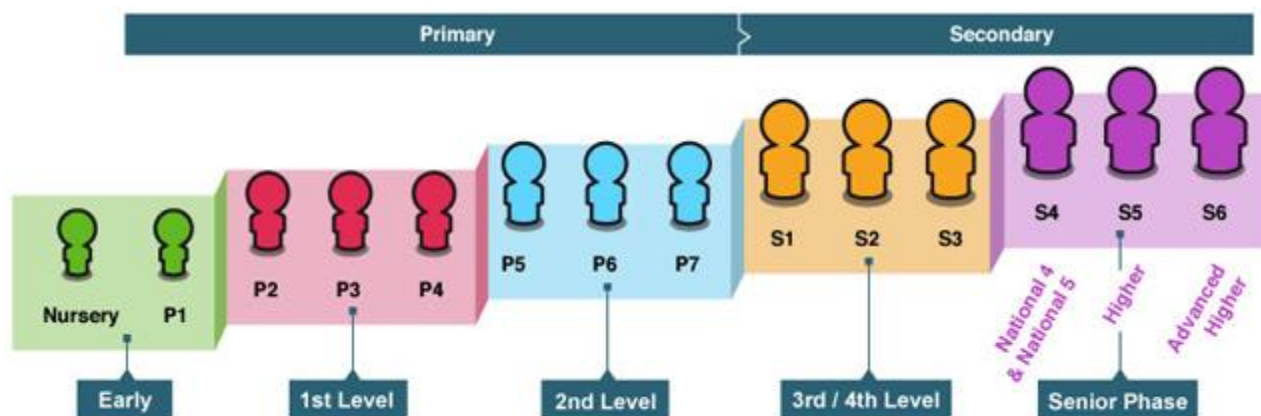 Primary
Secondary
Nursery
P1
P2
P3
P4
P5
P6
P7
S1
S2
S3
S4
S5
S6
National 4
& National 5
Higher
Advanced
Higher
Early
1st Level
2nd Level
3rd / 4th Level
Senior Phase